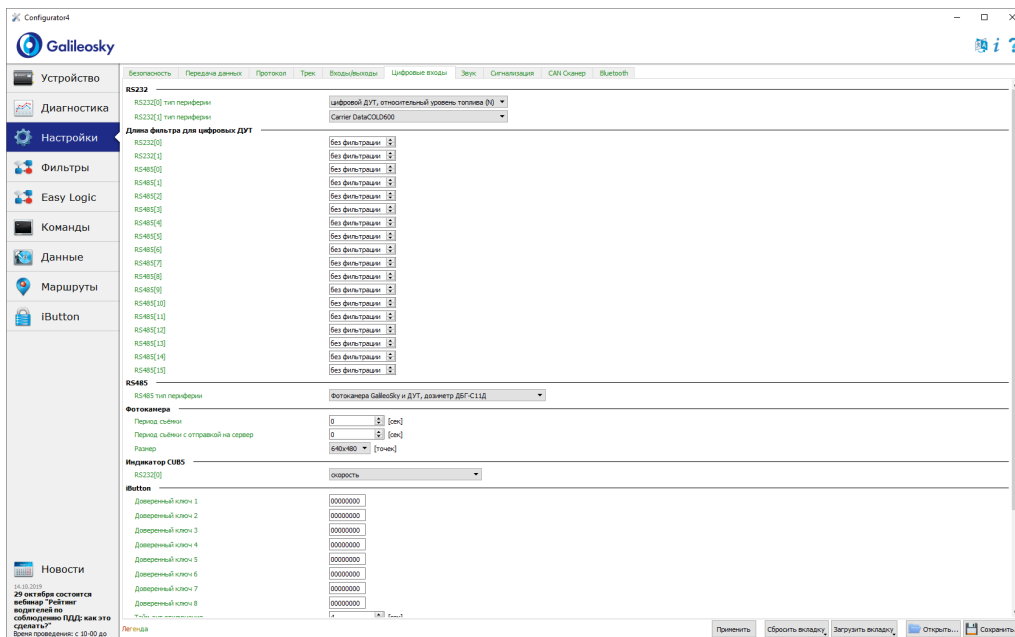 Configurator4
Galileosky
Устройство
Диагностика
Настройки
Фильтры
Easy Logic
Команды
Данные
Маршруты
iButton
Новости
14.10.2019
29 октября состоится
вебинар "Рейтинг
водителей по
соблюдению ПДД: как это
сделать?"
Время проведения: с 10-00 до
Безопасность Передача данных Протокол Трек Входы/выходы Цифровые входы Звук Сигнализация CAN Сканер Bluetooth
RS232
RS232[0] тип периферии цифровой ДУТ, относительный уровень топлива (N)
RS232[1] тип периферии Carrier DataCOLD600
Длина фильтра для цифровых ДУТ
RS232[0] без фильтрации
RS232[1] без фильтрации
RS485[0] без фильтрации
RS485[1] без фильтрации
RS485[2] без фильтрации
RS485[3] без фильтрации
RS485[4] без фильтрации
RS485[5] без фильтрации
RS485[6] без фильтрации
RS485[7] без фильтрации
RS485[8] без фильтрации
RS485[9] без фильтрации
RS485[10] без фильтрации
RS485[11] без фильтрации
RS485[12] без фильтрации
RS485[13] без фильтрации
RS485[14] без фильтрации
RS485[15] без фильтрации
RS485
RS485 тип периферии Фотокамера GalileoSky и ДУТ, дозиметр ДБГ-С11Д
Фотокамера
Период съёмки 0 [сек]
Период съёмки с отправкой на сервер 0 [сек]
Размер 640x480 [точек]
Индикатор CUB5
RS232[0] скорость
iButton
Доверенный ключ 1 00000000
Доверенный ключ 2 00000000
Доверенный ключ 3 00000000
Доверенный ключ 4 00000000
Доверенный ключ 5 00000000
Доверенный ключ 6 00000000
Доверенный ключ 7 00000000
Доверенный ключ 8 00000000
Легенда
Применить Сбросить вкладку Загрузить вкладку Открыть... Сохранить